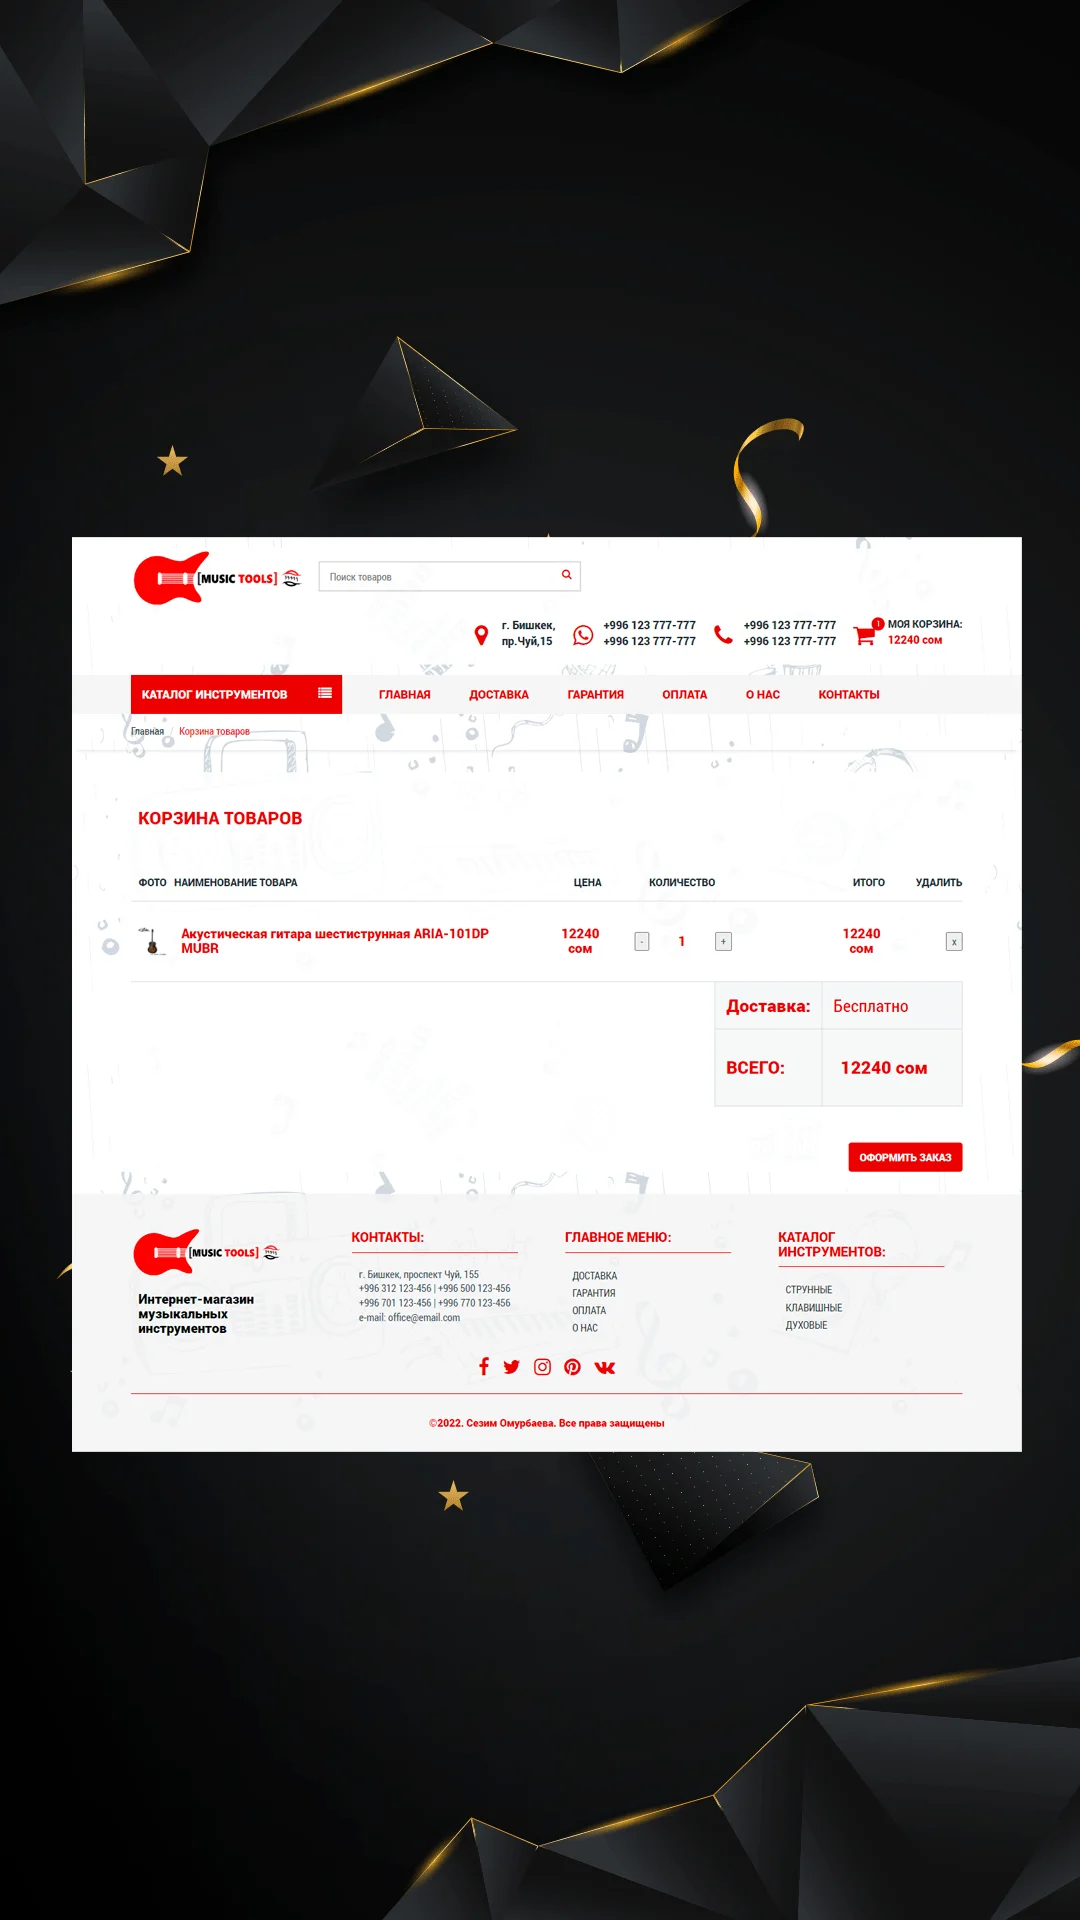 [MUSIC TOOLS]
Поиск товаров
г. Бишкек,
пр.Чуй,15
+996 123 777-777
+996 123 777-777
+996 123 777-777
+996 123 777-777
1
МОЯ КОРЗИНА:
12240 сом
КАТАЛОГ ИНСТРУМЕНТОВ
ГЛАВНАЯ
ДОСТАВКА
ГАРАНТИЯ
ОПЛАТА
О НАС
КОНТАКТЫ
Главная / Корзина товаров
КОРЗИНА ТОВАРОВ
ФОТО НАИМЕНОВАНИЕ ТОВАРА ЦЕНА КОЛИЧЕСТВО ИТОГО УДАЛИТЬ
Акустическая гитара шестиструнная ARIA-101DP
MUBR
12240
сом
- 1 +
12240
сом
x
Доставка: Бесплатно
ВСЕГО: 12240 сом
ОФОРМИТЬ ЗАКАЗ
[MUSIC TOOLS]
Интернет-магазин
музыкальных
инструментов
КОНТАКТЫ:
г. Бишкек, проспект Чуй, 155
+996 312 123-456 | +996 500 123-456
+996 701 123-456 | +996 770 123-456
e-mail: office@email.com
ГЛАВНОЕ МЕНЮ:
ДОСТАВКА
ГАРАНТИЯ
ОПЛАТА
О НАС
КАТАЛОГ
ИНСТРУМЕНТОВ:
СТРУННЫЕ
КЛАВИШНЫЕ
ДУХОВЫЕ
©2022. Сезим Омурбаева. Все права защищены